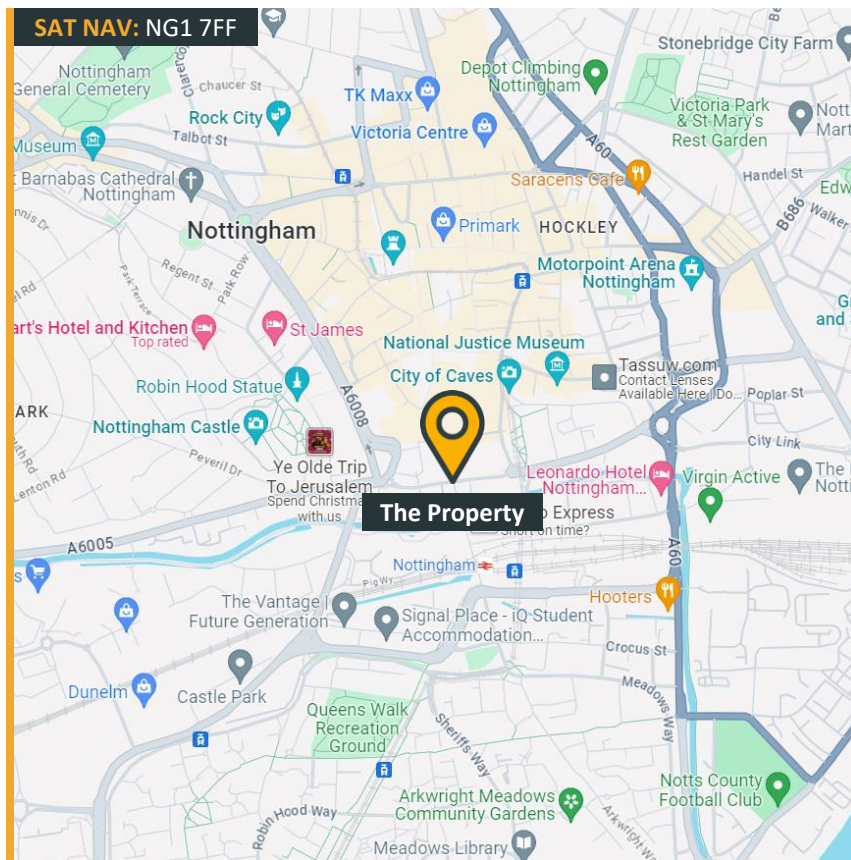 SAT NAV: NG1 7FF
Stonebridge City Farm
Nottingham
General Cemetery
Chaucer St
TK Maxx
Depot Climbing
Nottingham
Victoria Park
& St Mary's
Rest Garden
Rock City
Victoria Centre
A60
Museum
Talbot St
Handel St
Barnabas Cathedral
Nottingham
Saracens Cafe
B686
Nottingham
Primark
HOCKLEY
Park Row
Regent St
Park Terrace
Motorpoint Arena
Nottingham
art's Hotel and Kitchen
Top rated
St James
National Justice Museum
Robin Hood Statue
City of Caves
Tassuw.com
Contact Lenses
Available Here | Do...
Poplar St
A6008
ARK
Nottingham Castle
City Link
Peveril Dr
Ye Olde Trip
To Jerusalem
Spend Christmas
with us
Leonardo Hotel
Nottingham...
Virgin Active
Lenton Rd
The Property
Express
Short on time?
A6005
A60
Nottingham
Hooters
The Vantage |
Future Generation
Signal Place - iQ Student
Accommodation...
Crocus St
Dunelm
Castle Park
Meadows Way
Queens Walk
Recreation
Ground
Sheriffs Way
Notts County
Football Club
Robin Hood Way
Arkwright Meadows
Community Gardens
Meadows Library